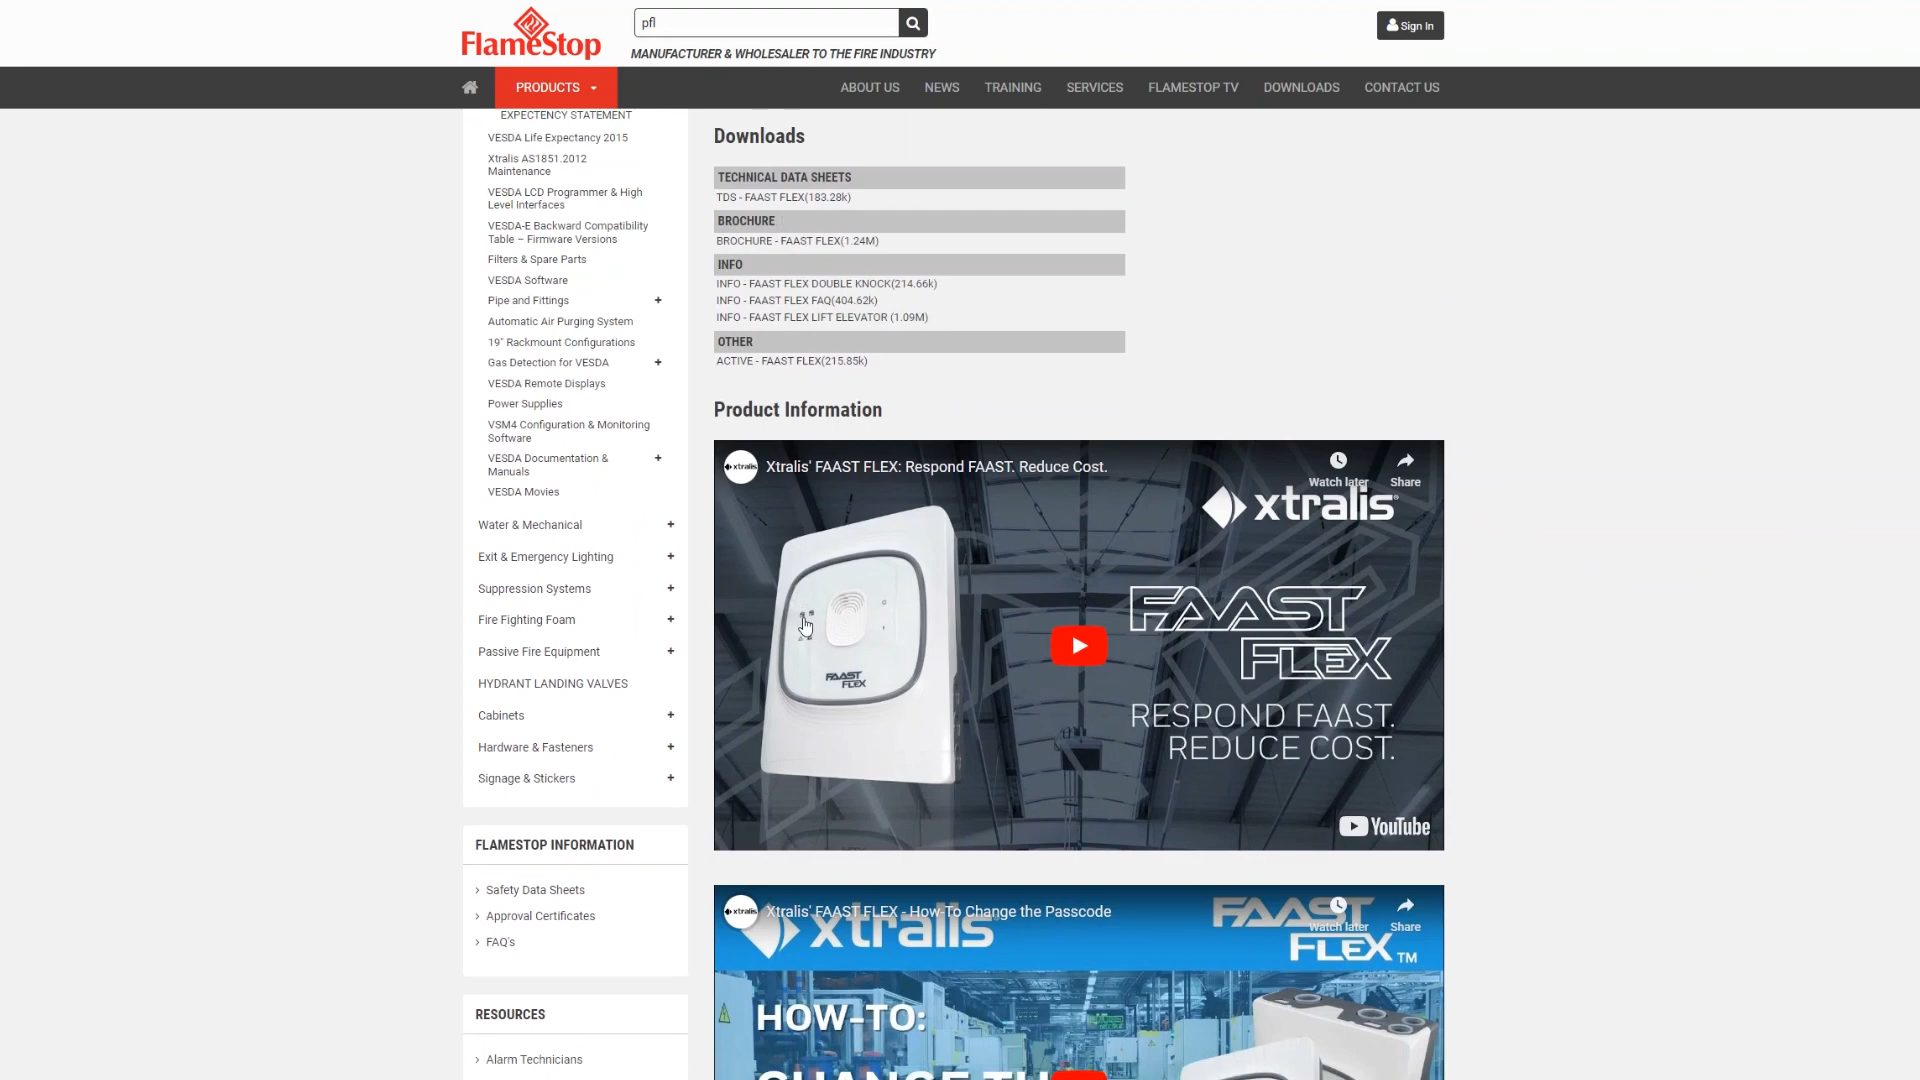 FlameStop
pfl
MANUFACTURER & WHOLESALER TO THE FIRE INDUSTRY
Sign In
PRODUCTS
ABOUT US
NEWS
TRAINING
SERVICES
FLAMESTOP TV
DOWNLOADS
CONTACT US
EXPECTENCY STATEMENT
VESDA Life Expectancy 2015
Xtralis AS1851.2012
Maintenance
VESDA LCD Programmer & High
Level Interfaces
VESDA-E Backward Compatibility
Table – Firmware Versions
Filters & Spare Parts
VESDA Software
Pipe and Fittings +
Automatic Air Purging System
19" Rackmount Configurations
Gas Detection for VESDA +
VESDA Remote Displays
Power Supplies
VSM4 Configuration & Monitoring
Software
VESDA Documentation & +
Manuals
VESDA Movies
Water & Mechanical +
Exit & Emergency Lighting +
Suppression Systems +
Fire Fighting Foam +
Passive Fire Equipment +
HYDRANT LANDING VALVES
Cabinets +
Hardware & Fasteners +
Signage & Stickers +
FLAMESTOP INFORMATION
› Safety Data Sheets
› Approval Certificates
› FAQ's
RESOURCES
› Alarm Technicians
Downloads
TECHNICAL DATA SHEETS
TDS - FAAST FLEX(183.28k)
BROCHURE
BROCHURE - FAAST FLEX(1.24M)
INFO
INFO - FAAST FLEX DOUBLE KNOCK(214.66k)
INFO - FAAST FLEX FAQ(404.62k)
INFO - FAAST FLEX LIFT ELEVATOR (1.09M)
OTHER
ACTIVE - FAAST FLEX(215.85k)
Product Information
xtralis
Xtralis' FAAST FLEX: Respond FAAST. Reduce Cost.
Watch later
Share
xtralis
FAAST
FLEX
FAAST
FLEX
RESPOND FAAST.
REDUCE COST.
YouTube
xtralis
Xtralis' FAAST FLEX - How-To Change the Passcode
Watch later
Share
xtralis
FAAST
FLEX TM
HOW-TO: